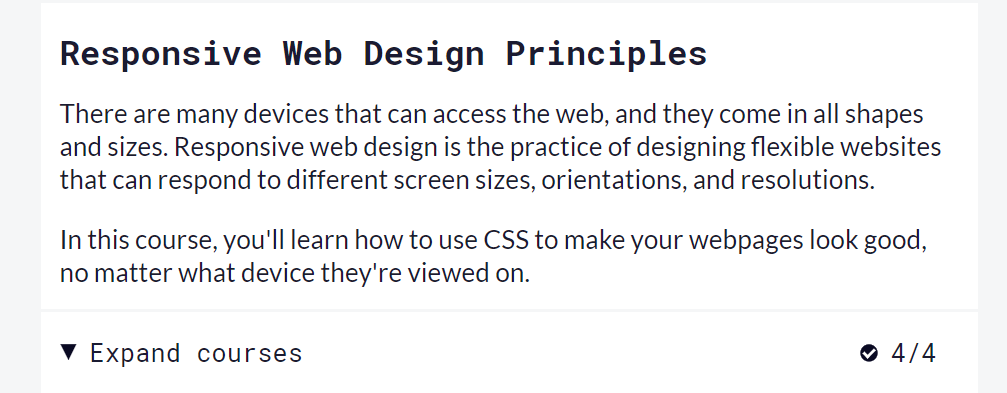 Responsive Web Design Principles
There are many devices that can access the web, and they come in all shapes
and sizes. Responsive web design is the practice of designing flexible websites
that can respond to different screen sizes, orientations, and resolutions.
In this course, you'll learn how to use CSS to make your webpages look good,
no matter what device they're viewed on.
▼ Expand courses 4/4